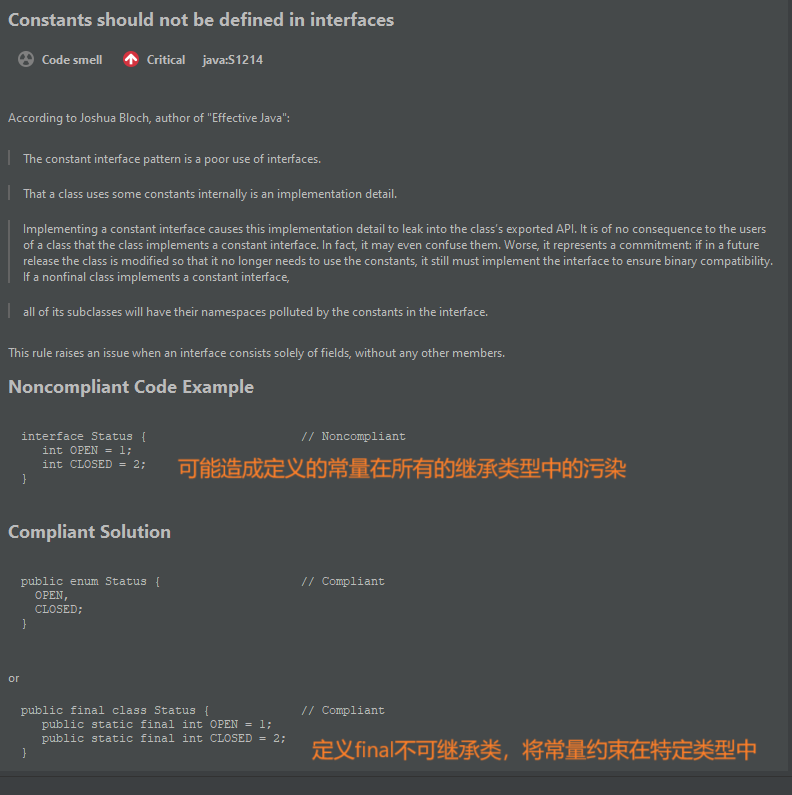 Constants should not be defined in interfaces
Code smell Critical java:S1214
According to Joshua Bloch, author of "Effective Java":
The constant interface pattern is a poor use of interfaces.
That a class uses some constants internally is an implementation detail.
Implementing a constant interface causes this implementation detail to leak into the class's exported API. It is of no consequence to the users
of a class that the class implements a constant interface. In fact, it may even confuse them. Worse, it represents a commitment: if in a future
release the class is modified so that it no longer needs to use the constants, it still must implement the interface to ensure binary compatibility.
If a nonfinal class implements a constant interface,
all of its subclasses will have their namespaces polluted by the constants in the interface.
This rule raises an issue when an interface consists solely of fields, without any other members.
Noncompliant Code Example
interface Status { // Noncompliant
int OPEN = 1;
int CLOSED = 2;
可能造成定义的常量在所有的继承类型中的污染
}
Compliant Solution
public enum Status { // Compliant
OPEN,
CLOSED;
}
or
public final class Status { // Compliant
public static final int OPEN = 1;
public static final int CLOSED = 2;
定义final不可继承类，将常量约束在特定类型中
}